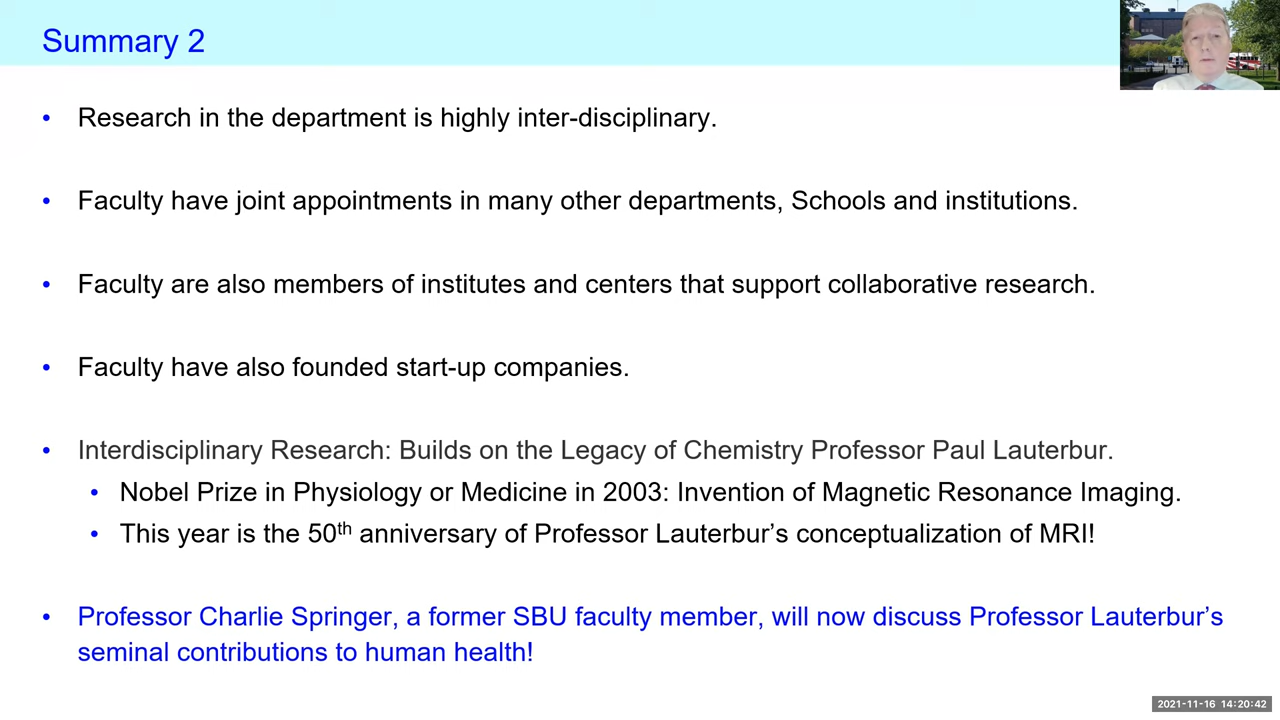 Summary 2
• Research in the department is highly inter-disciplinary.
• Faculty have joint appointments in many other departments, Schools and institutions.
• Faculty are also members of institutes and centers that support collaborative research.
• Faculty have also founded start-up companies.
• Interdisciplinary Research: Builds on the Legacy of Chemistry Professor Paul Lauterbur.
• Nobel Prize in Physiology or Medicine in 2003: Invention of Magnetic Resonance Imaging.
• This year is the 50th anniversary of Professor Lauterbur’s conceptualization of MRI!
• Professor Charlie Springer, a former SBU faculty member, will now discuss Professor Lauterbur’s
seminal contributions to human health!
2021-11-16 14:20:42